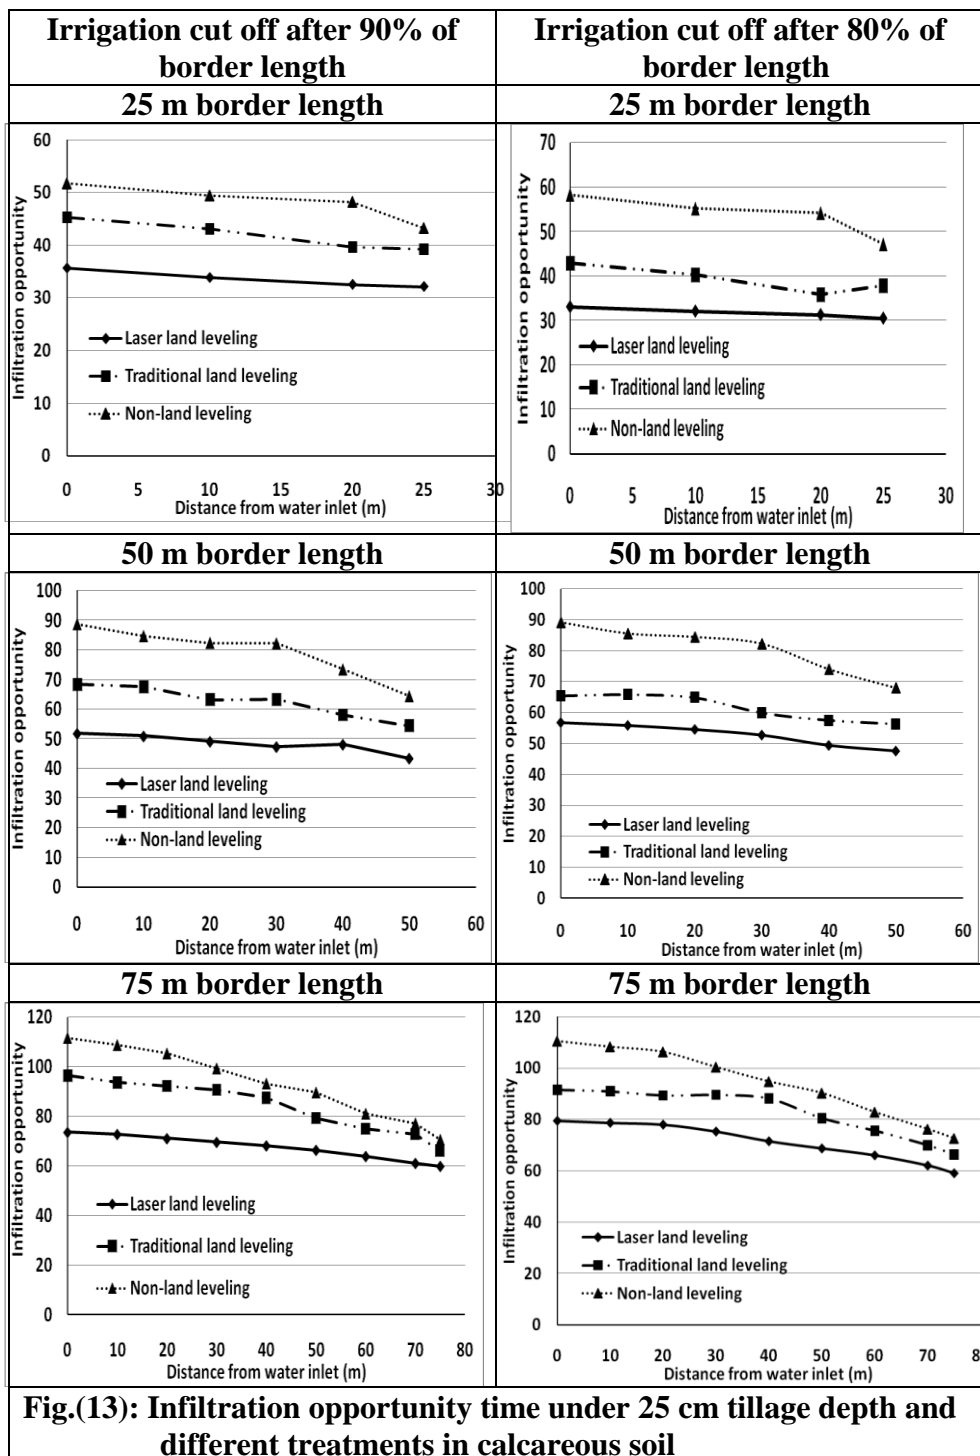 Irrigation cut off after 90% of
border length
Irrigation cut off after 80% of
border length
25 m border length
25 m border length
60
50
40
30
20
10
0
Infiltration opportunity
Laser land leveling
Traditional land leveling
Non-land leveling
0 5 10 15 20 25 30
Distance from water inlet (m)
70
60
50
40
30
20
10
0
Infiltration opportunity
Laser land leveling
Traditional land leveling
Non-land leveling
0 5 10 15 20 25 30
Distance from water inlet (m)
50 m border length
50 m border length
100
90
80
70
60
50
40
30
20
10
0
Infiltration opportunity
Laser land leveling
Traditional land leveling
Non-land leveling
0 10 20 30 40 50 60
Distance from water inlet (m)
100
90
80
70
60
50
40
30
20
10
0
Infiltration opportunity
Laser land leveling
Traditional land leveling
Non-land leveling
0 10 20 30 40 50 60
Distance from water inlet (m)
75 m border length
75 m border length
120
100
80
60
40
20
0
Infiltration opportunity
Laser land leveling
Traditional land leveling
Non-land leveling
0 10 20 30 40 50 60 70 80
Distance from water inlet (m)
120
100
80
60
40
20
0
Infiltration opportunity
Laser land leveling
Traditional land leveling
Non-land leveling
0 10 20 30 40 50 60 70 8
Distance from water inlet (m)
Fig.(13): Infiltration opportunity time under 25 cm tillage depth and
different treatments in calcareous soil